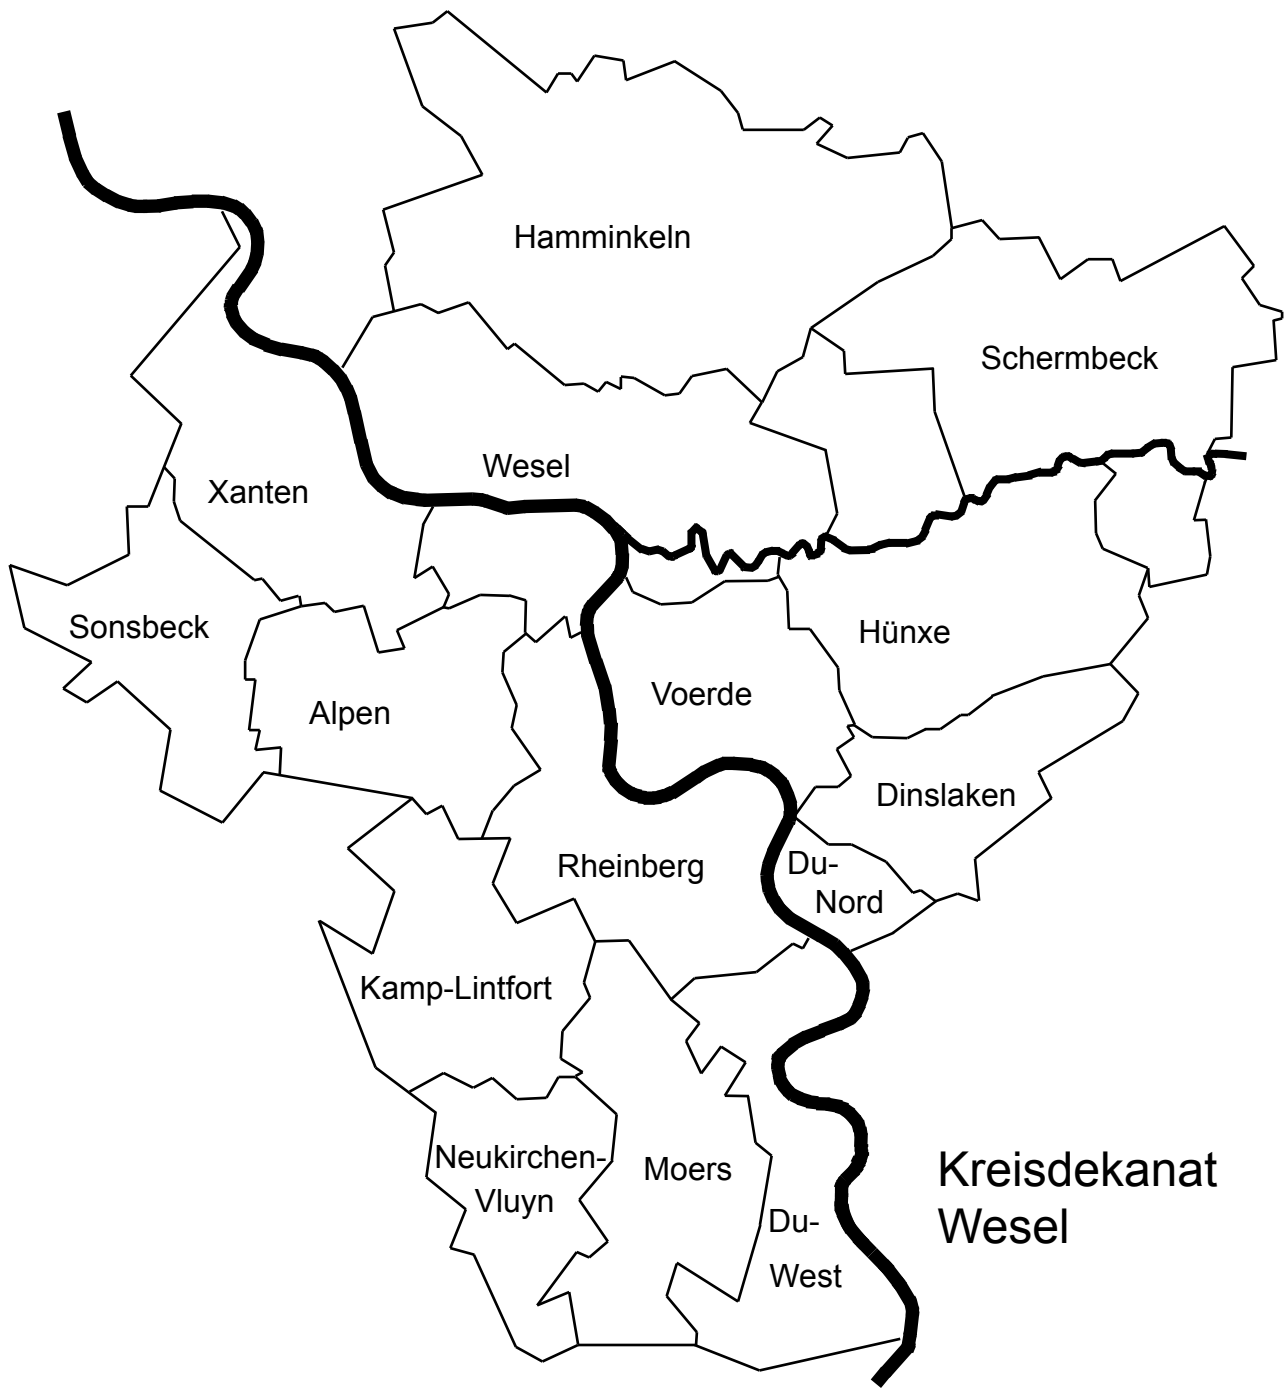 Hamminkeln
Schermbeck
Wesel
Xanten
Sonsbeck
Hünxe
Voerde
Alpen
Dinslaken
Rheinberg
Du-
Nord
Kamp-Lintfort
Neukirchen-
Vluyn
Moers
Du-
West
Kreisdekanat
Wesel